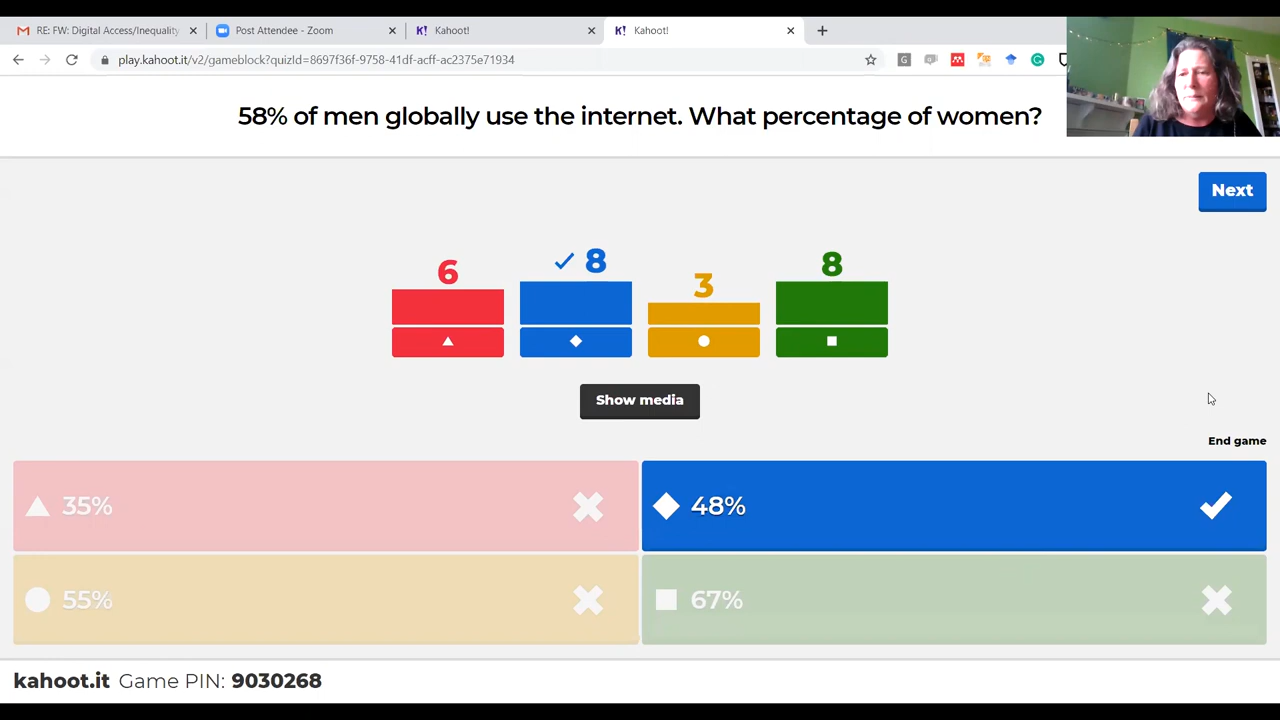 RE: FW: Digital Access/Inequality
Post Attendee - Zoom
Kahoot!
Kahoot!
play.kahoot.it/v2/gameblock?quizId=8697f36f-9758-41df-acff-ac2375e71934
58% of men globally use the internet. What percentage of women?
Next
6
8
3
8
Show media
End game
35%
48%
55%
67%
kahoot.it Game PIN: 9030268